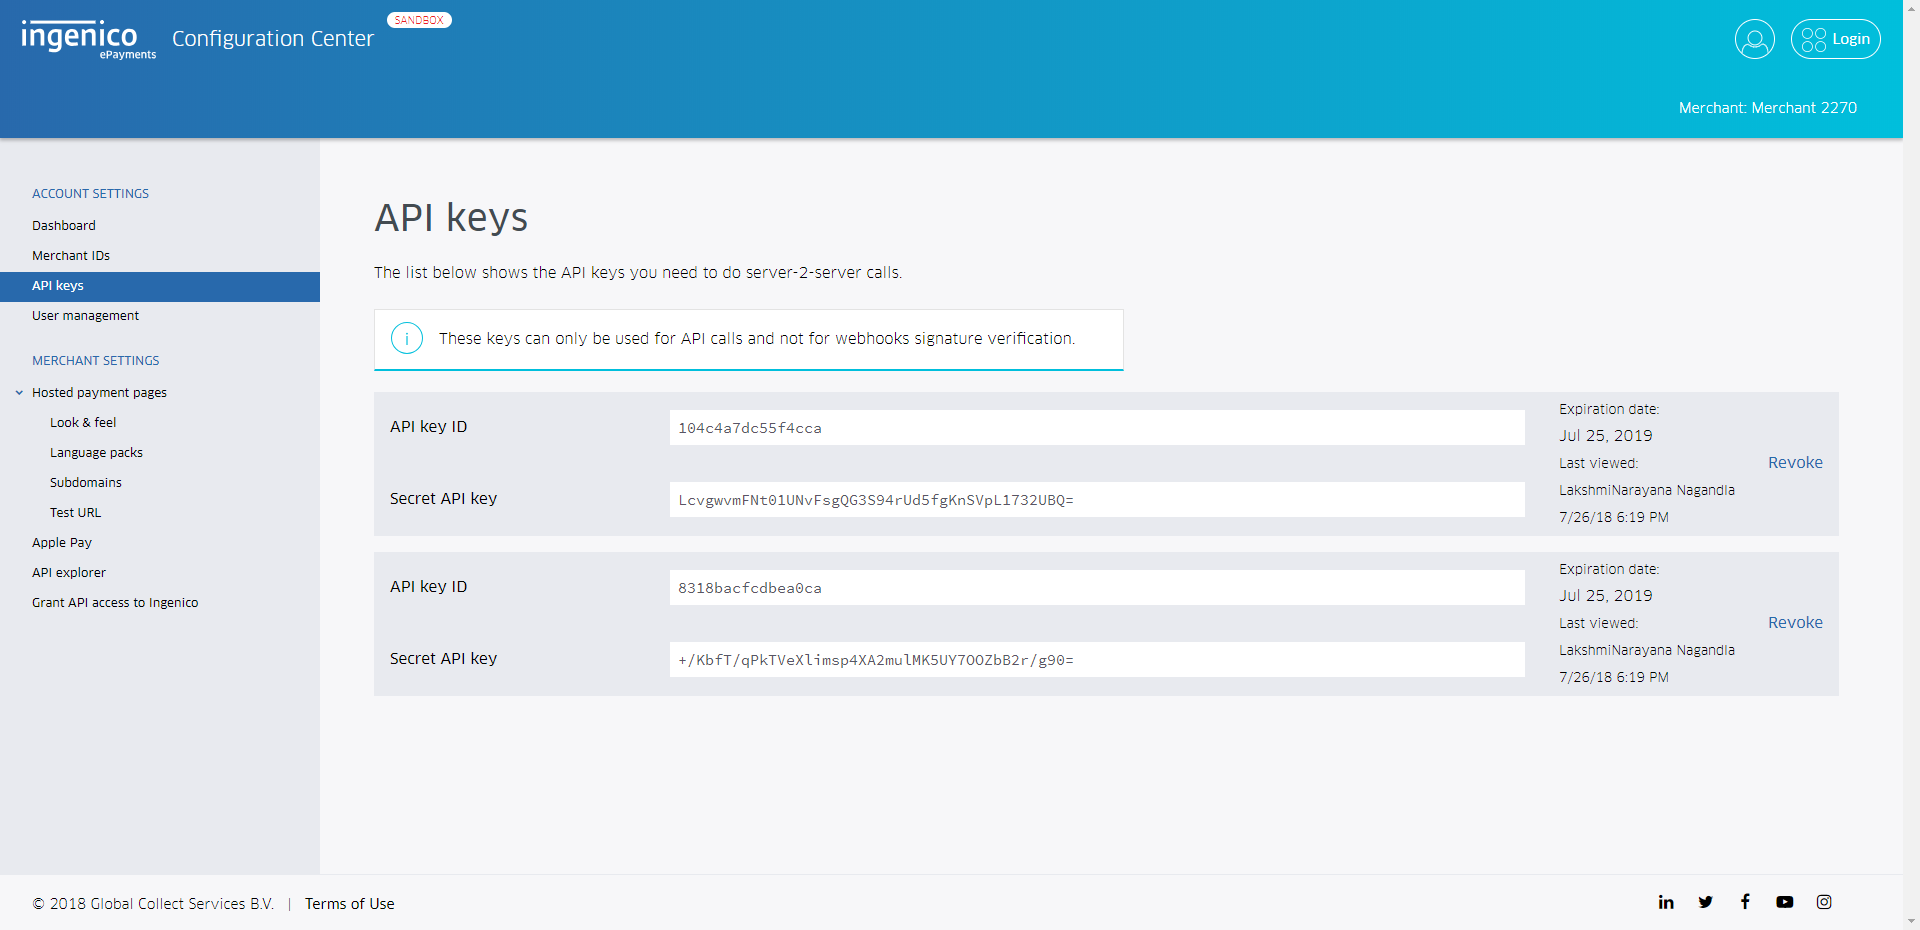 ingenico
ePayments
Configuration Center
SANDBOX
Login
Merchant: Merchant 2270
ACCOUNT SETTINGS
Dashboard
Merchant IDs
API keys
User management
MERCHANT SETTINGS
Hosted payment pages
Look & feel
Language packs
Subdomains
Test URL
Apple Pay
API explorer
Grant API access to Ingenico
API keys
The list below shows the API keys you need to do server-2-server calls.
These keys can only be used for API calls and not for webhooks signature verification.
API key ID
104c4a7dc55f4cca
Secret API key
LcvgwvmFNt01UNvFsgQG3S94rUd5fgKnSVpL1732UBQ=
Expiration date:
Jul 25, 2019
Last viewed:
LakshmiNarayana Nagandla
7/26/18 6:19 PM
Revoke
API key ID
8318bacfcdbea0ca
Secret API key
+/KbfT/qPkTVeXlimsp4XA2mulMK5UY7OOZbB2r/g90=
Expiration date:
Jul 25, 2019
Last viewed:
LakshmiNarayana Nagandla
7/26/18 6:19 PM
Revoke
© 2018 Global Collect Services B.V. | Terms of Use